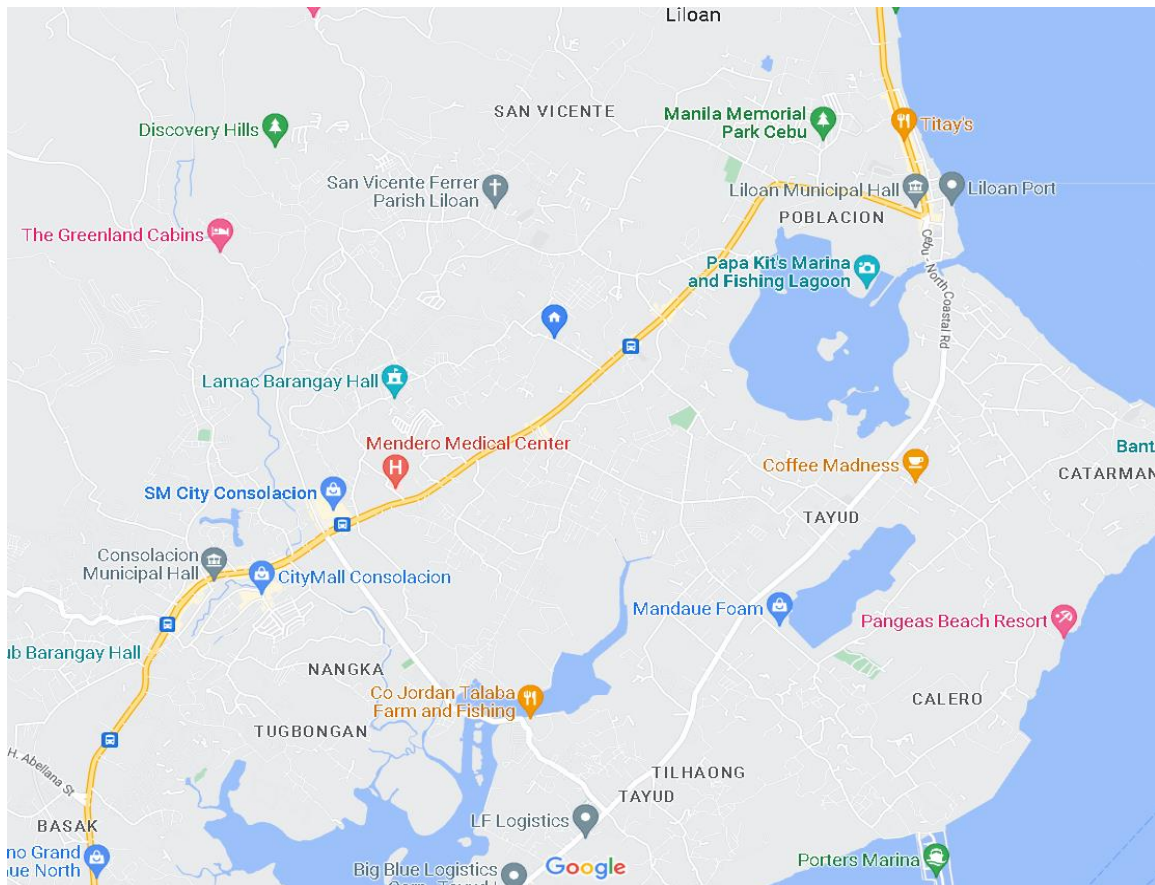 Liloan
SAN VICENTE
Manila Memorial
Park Cebu
Discovery Hills
Titay's
San Vicente Ferrer
Parish Liloan
Liloan Municipal Hall
Liloan Port
POBLACION
The Greenland Cabins
Papa Kit's Marina
and Fishing Lagoon
Cebu - North Coastal Rd
Lamac Barangay Hall
Mendero Medical Center
H
Coffee Madness
Bant
CATARMAN
SM City Consolacion
TAYUD
Consolacion
Municipal Hall
CityMall Consolacion
Mandaue Foam
Pangeas Beach Resort
ub Barangay Hall
NANGKA
Co Jordan Talaba
Farm and Fishing
CALERO
TUGBONGAN
H. Abellana St
TILHAONG
TAYUD
LF Logistics
BASAK
no Grand
ue North
Big Blue Logistics
Google
Porters Marina